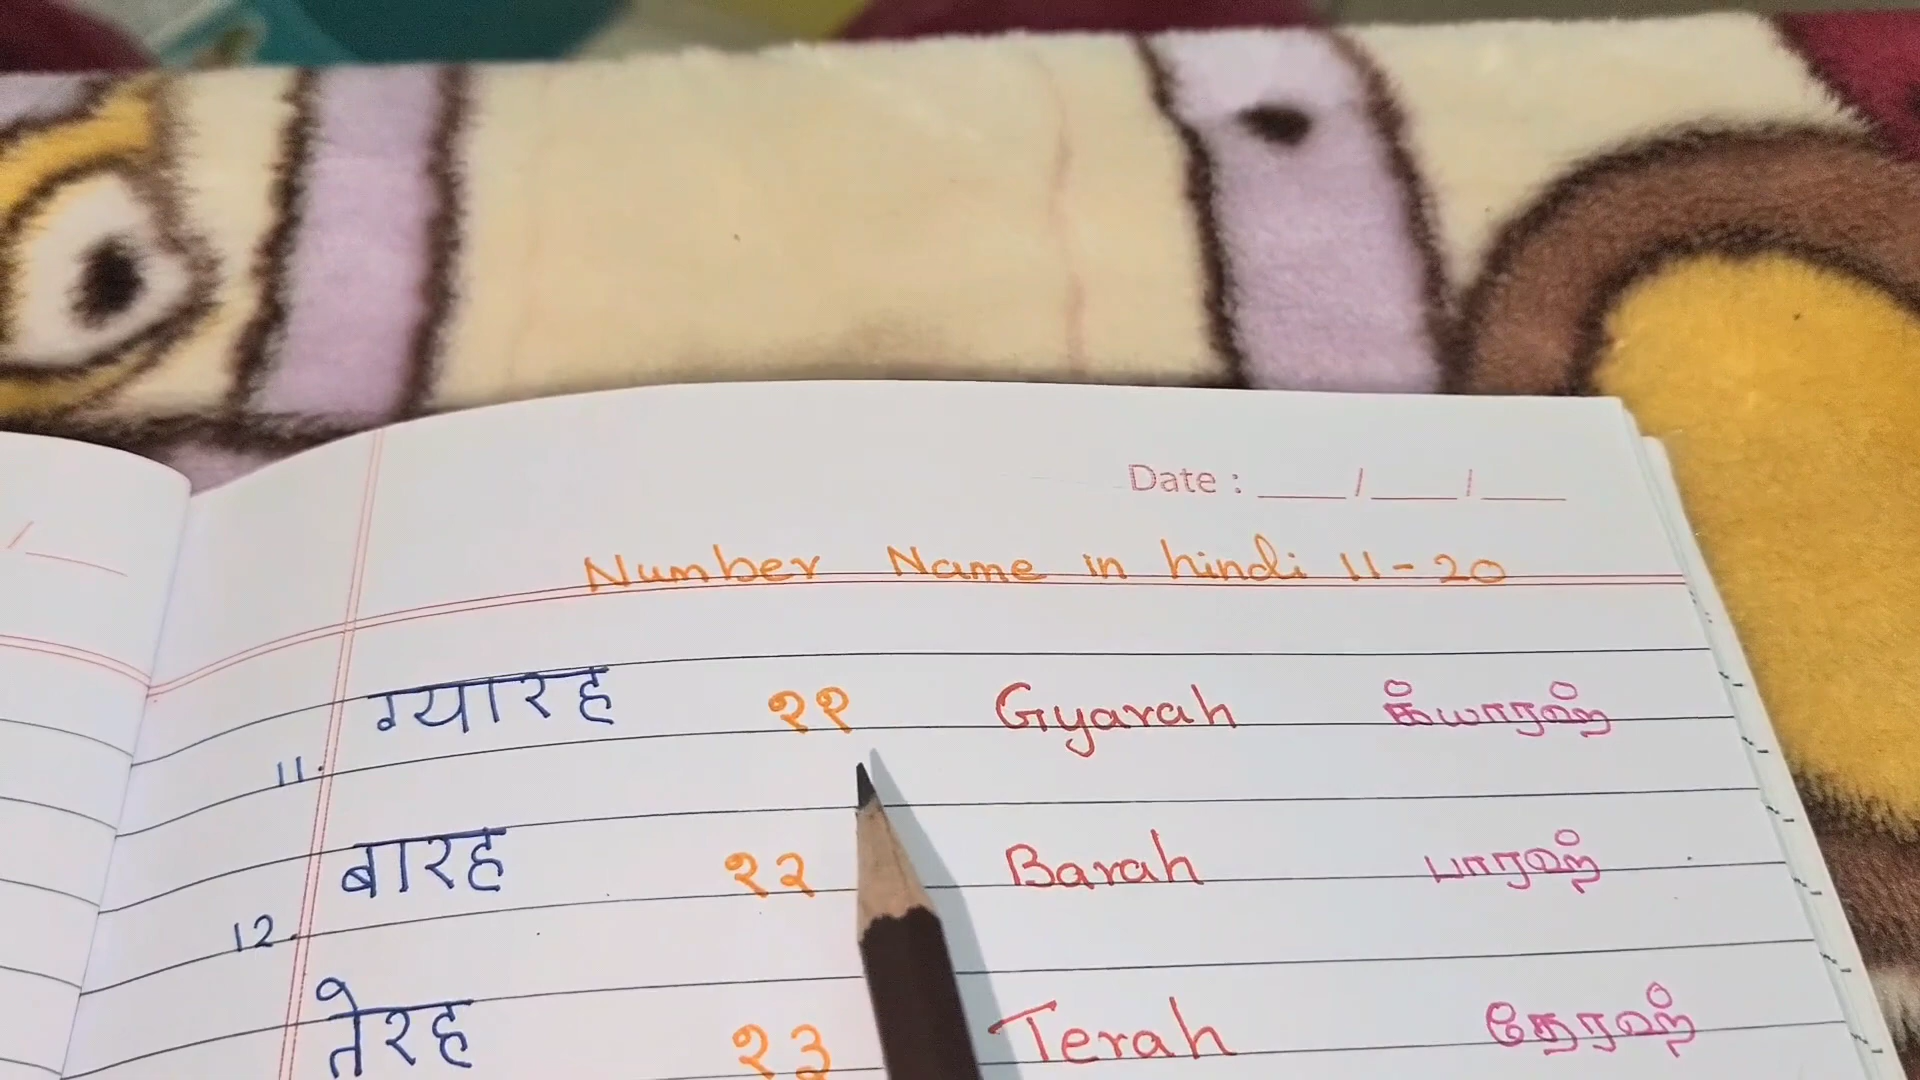 Date : ___/___/___
Number Name in hindi 11-20
11. ग्यारह ११ Gyarah க்யாரஹ்
12. बारह १२ Barah பாரஹ்
तेरह १३ Terah தேரஹ்